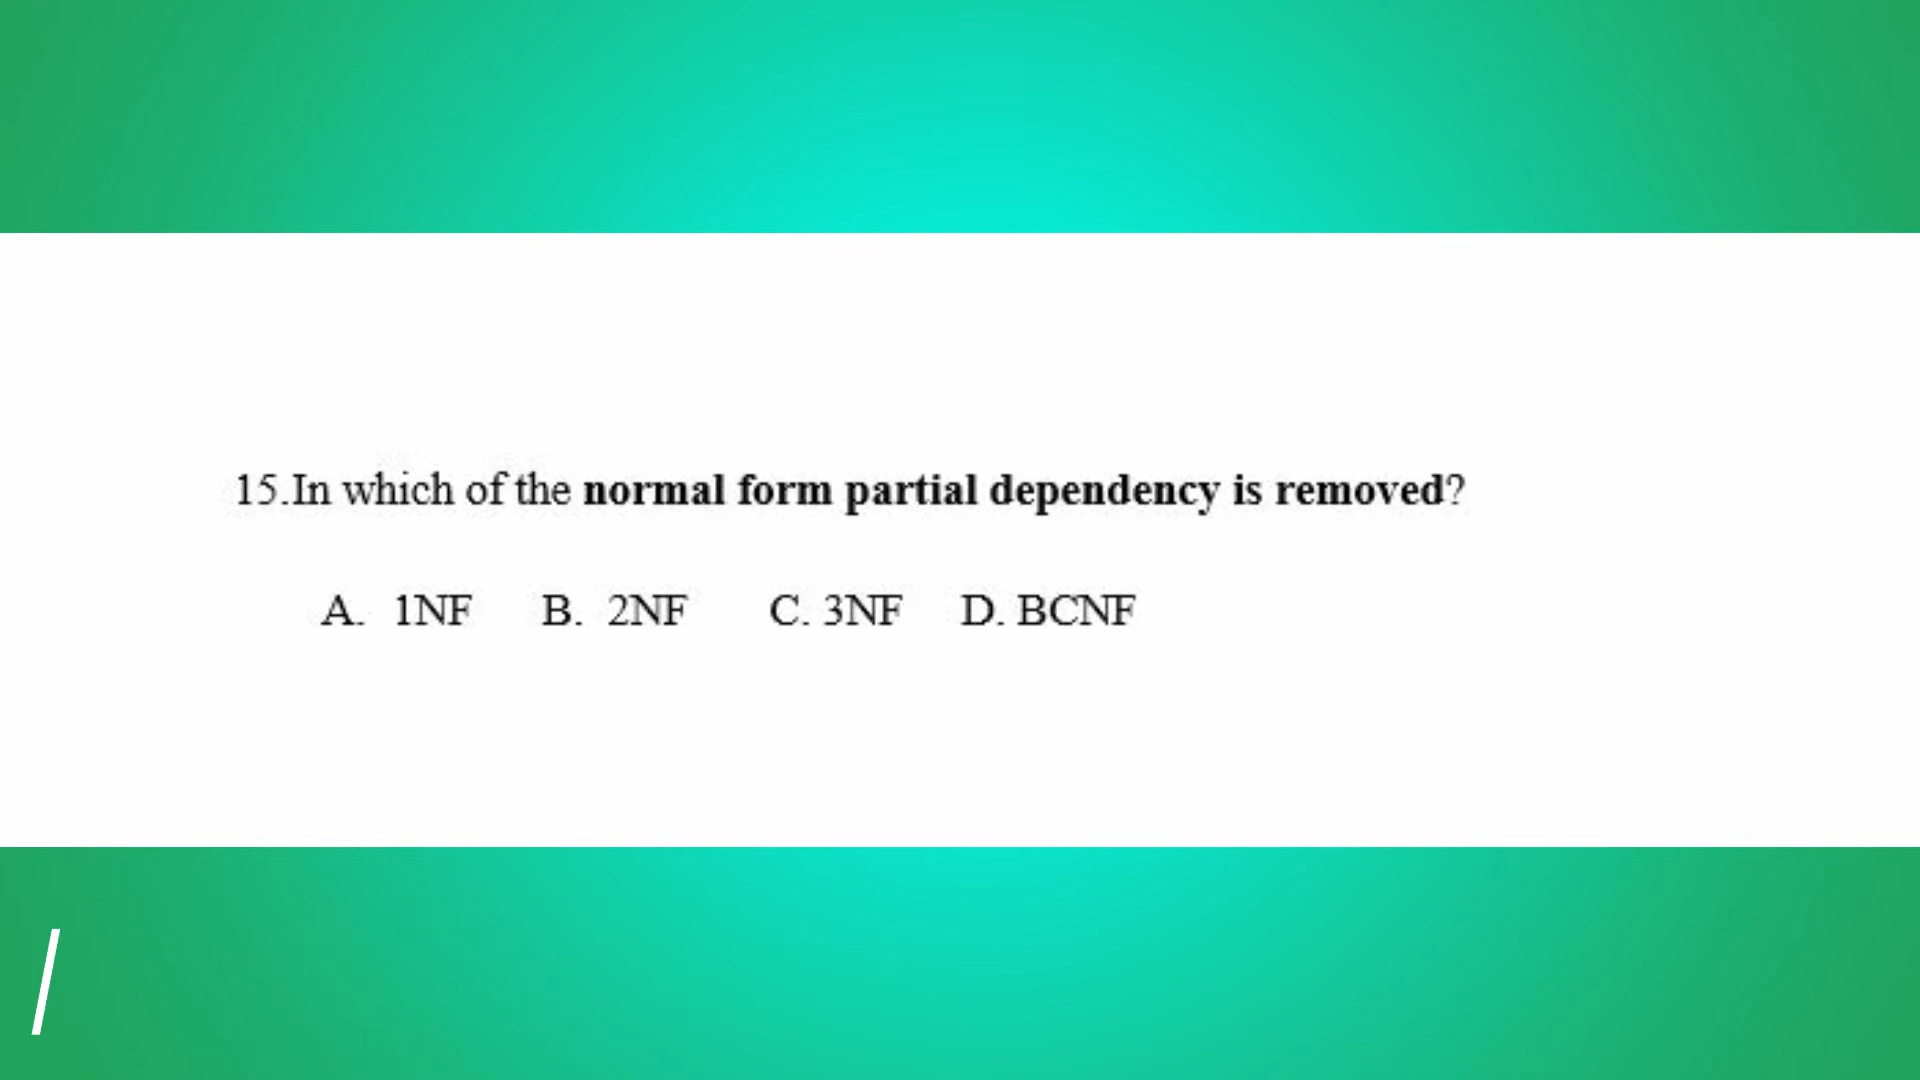 15.In which of the normal form partial dependency is removed?
A. 1NF B. 2NF C. 3NF D. BCNF
/